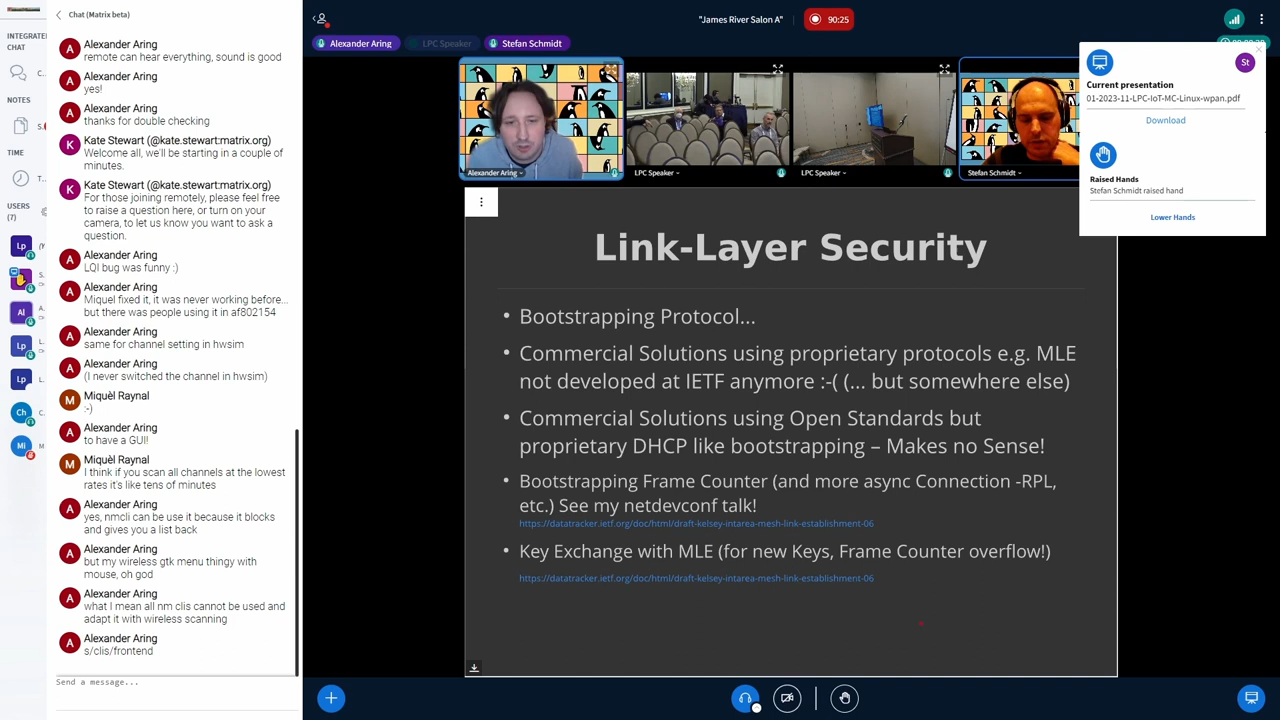 Chat (Matrix beta)
INTEGRATED
CHAT
C...
NOTES
S...
TIME
T...
USERS
(7)
Alexander Aring
remote can hear everything, sound is good
Alexander Aring
yes!
Alexander Aring
thanks for double checking
Kate Stewart (@kate.stewart:matrix.org)
Welcome all, we'll be starting in a couple of
minutes.
Kate Stewart (@kate.stewart:matrix.org)
For those joining remotely, please feel free
to raise a question here, or turn on your
camera, to let us know you want to ask a
question.
Alexander Aring
LQI bug was funny :)
Alexander Aring
Miquel fixed it, it was never working before...
but there was people using it in af802154
Alexander Aring
same for channel setting in hwsim
Alexander Aring
(I never switched the channel in hwsim)
Miquèl Raynal
:-)
Alexander Aring
to have a GUI!
Miquèl Raynal
I think if you scan all channels at the lowest
rates it's like tens of minutes
Alexander Aring
yes, nmcli can be use it because it blocks
and gives you a list back
Alexander Aring
but my wireless gtk menu thingy with
mouse, oh god
Alexander Aring
what I mean all nm clis cannot be used and
adapt it with wireless scanning
Alexander Aring
s/clis/frontend
Send a message...
"James River Salon A"
90:25
Alexander Aring
LPC Speaker
Stefan Schmidt
Alexander Aring
LPC Speaker
LPC Speaker
Stefan Schmidt
St
Current presentation
01-2023-11-LPC-IoT-MC-Linux-wpan.pdf
Download
Raised Hands
Stefan Schmidt raised hand
Lower Hands
Link-Layer Security
• Bootstrapping Protocol...
• Commercial Solutions using proprietary protocols e.g. MLE
not developed at IETF anymore :-( (... but somewhere else)
• Commercial Solutions using Open Standards but
proprietary DHCP like bootstrapping – Makes no Sense!
• Bootstrapping Frame Counter (and more async Connection -RPL,
etc.) See my netdevconf talk!
https://datatracker.ietf.org/doc/html/draft-kelsey-intarea-mesh-link-establishment-06
• Key Exchange with MLE (for new Keys, Frame Counter overflow!)
https://datatracker.ietf.org/doc/html/draft-kelsey-intarea-mesh-link-establishment-06